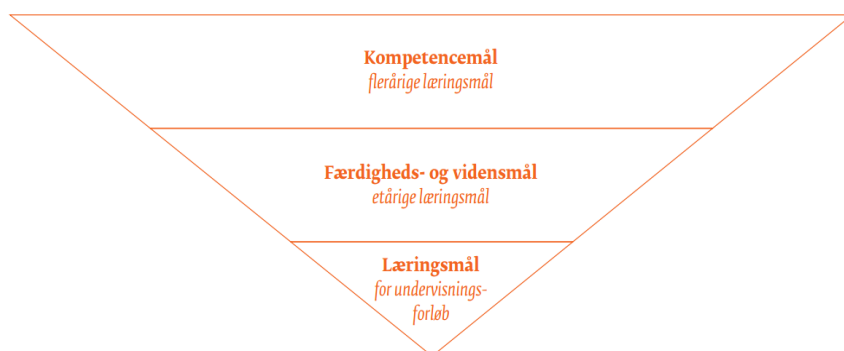 Kompetencemål
flerårige læringsmål
Færdigheds- og vidensmål
etårige læringsmål
Læringsmål
for undervisnings-
forløb